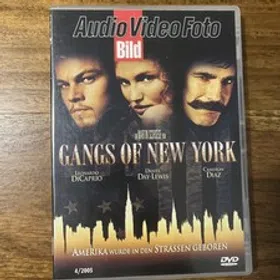 Audio Video Foto
Bild
GANGS OF NEW YORK
LEONARDO DICAPRIO
DANIEL DAY-LEWIS
CAMERON DIAZ
AMERIKA WURDE IN DEN STRASSEN GEBOREN
4/2005
DVD